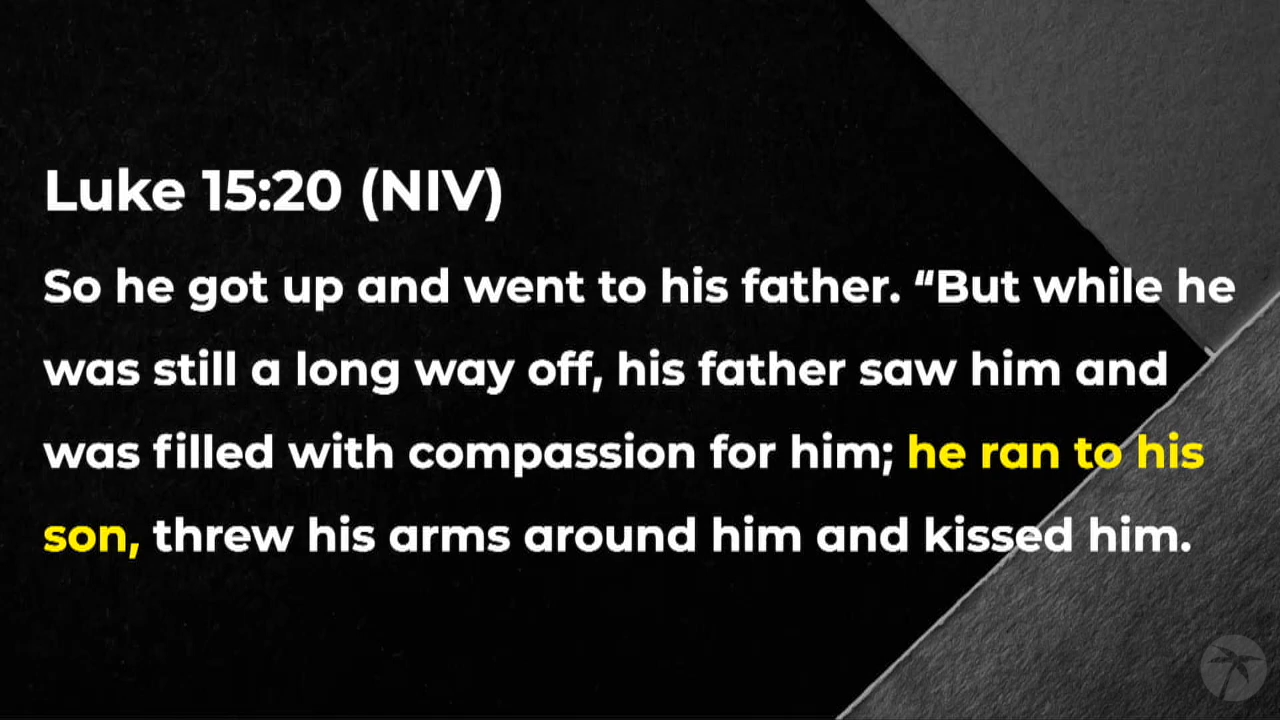 Luke 15:20 (NIV)
So he got up and went to his father. “But while he
was still a long way off, his father saw him and
was filled with compassion for him; he ran to his
son, threw his arms around him and kissed him.